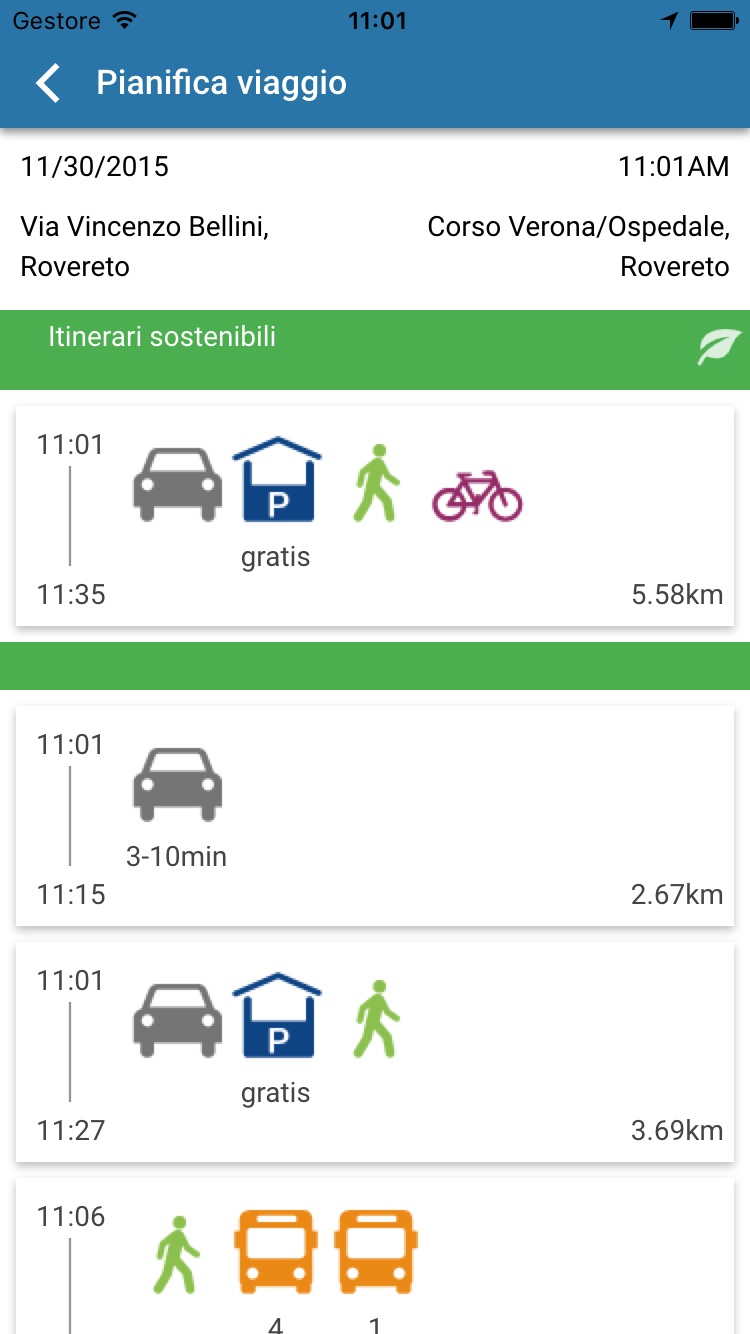 Gestore 11:01
Pianifica viaggio
11/30/2015 11:01AM
Via Vincenzo Bellini, Corso Verona/Ospedale,
Rovereto Rovereto
Itinerari sostenibili
11:01
P
gratis
11:35 5.58km
11:01
3-10min
11:15 2.67km
11:01
P
gratis
11:27 3.69km
11:06
4 1